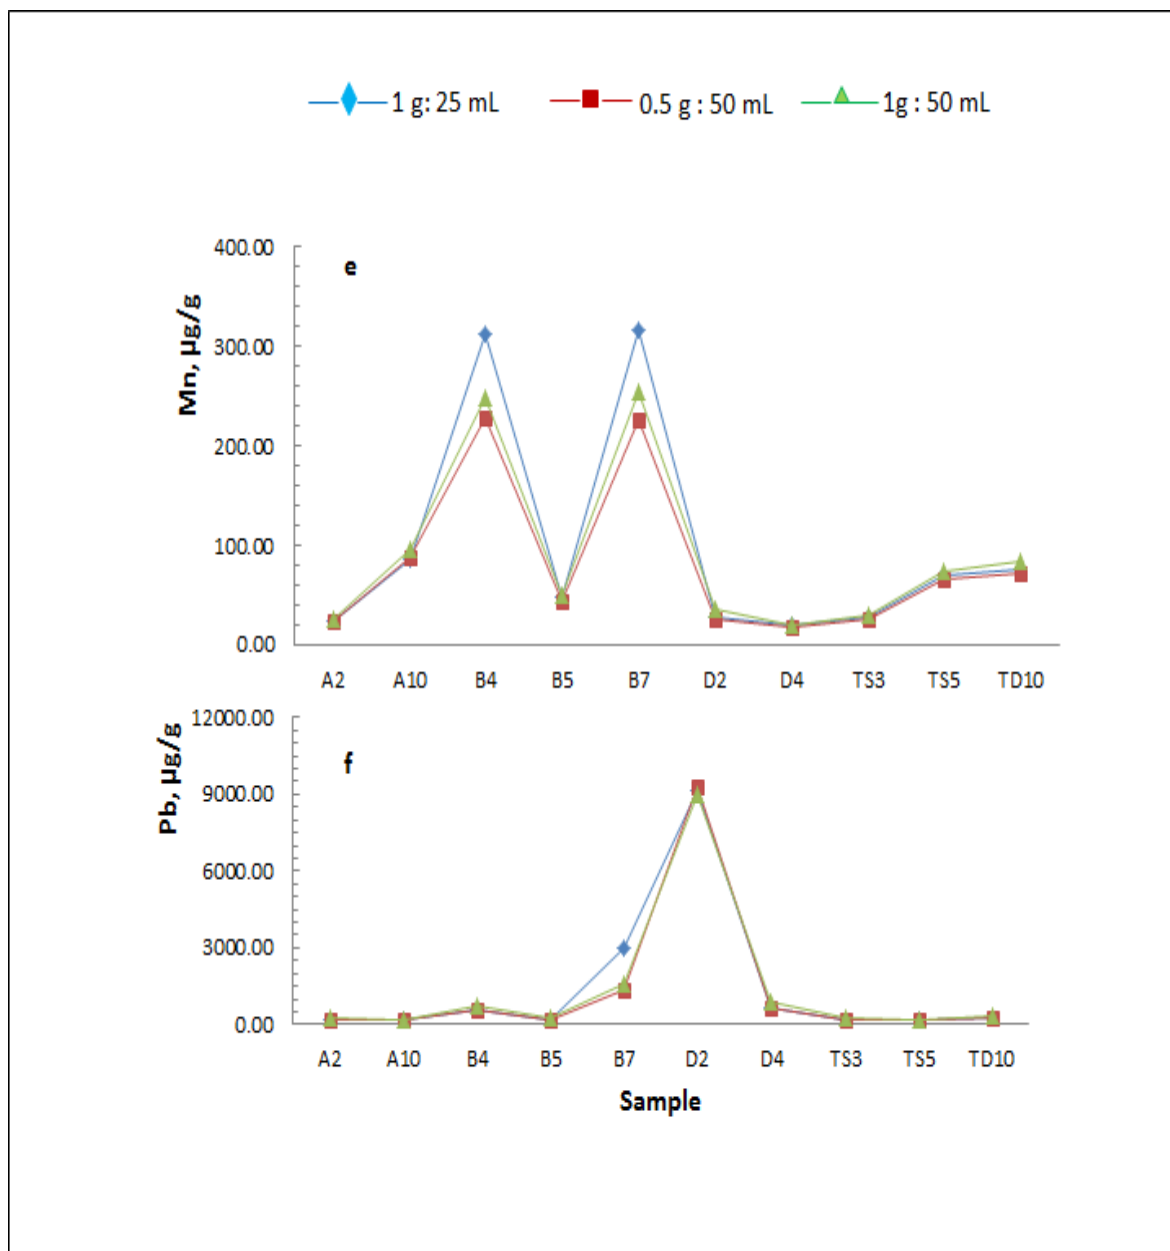 1 g: 25 mL 0.5 g : 50 mL 1g : 50 mL
e
Mn, µg/g
400.00
300.00
200.00
100.00
0.00
A2 A10 B4 B5 B7 D2 D4 TS3 TS5 TD10
f
Pb, µg/g
12000.00
9000.00
6000.00
3000.00
0.00
A2 A10 B4 B5 B7 D2 D4 TS3 TS5 TD10
Sample